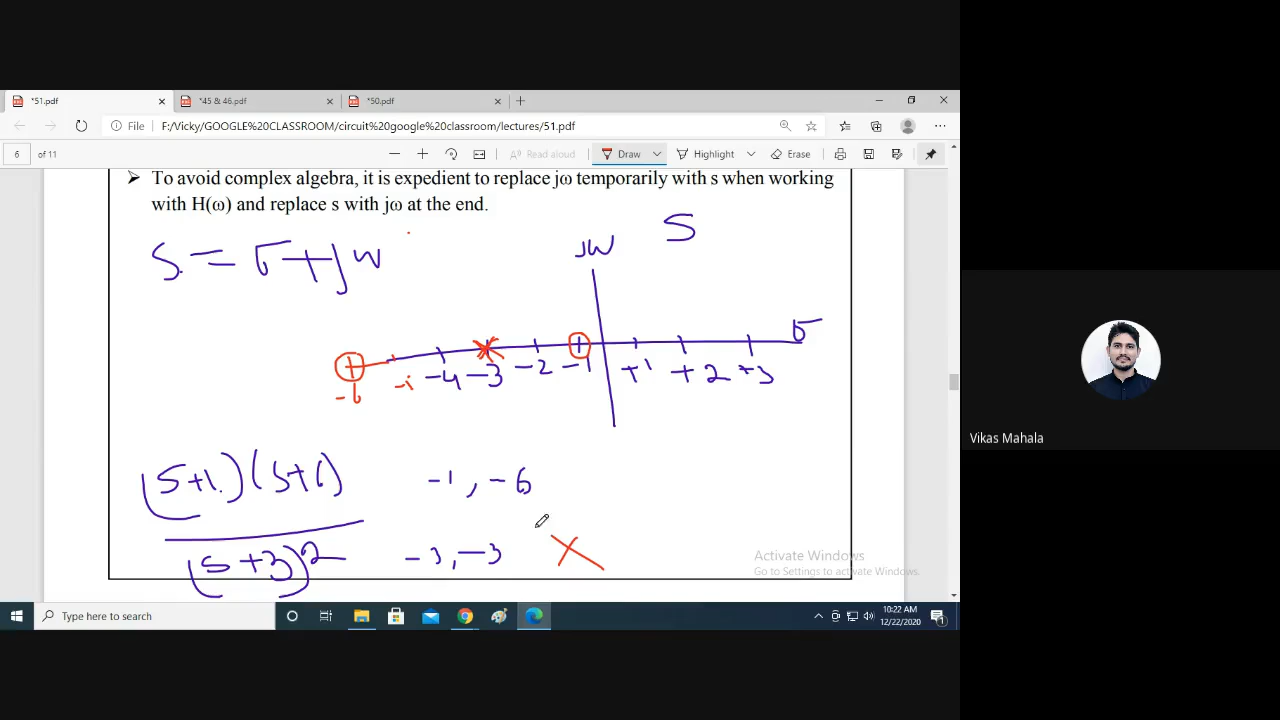 *51.pdf
*45 & 46.pdf
*50.pdf
File F:/Vicky/GOOGLE%20CLASSROOM/circuit%20google%20classroom/lectures/51.pdf
6 of 11 Read aloud Draw Highlight Erase
➢ To avoid complex algebra, it is expedient to replace jω temporarily with s when working
with H(ω) and replace s with jω at the end.
S
jw
s = σ + jw
σ
-6 -4 -3 -2 -1 +1 +2 +3
(s+1)(s+6) -1, -6
(s+3)2 -3, -3
Activate Windows
Go to Settings to activate Windows.
Type here to search
10:22 AM
12/22/2020
1
Vikas Mahala